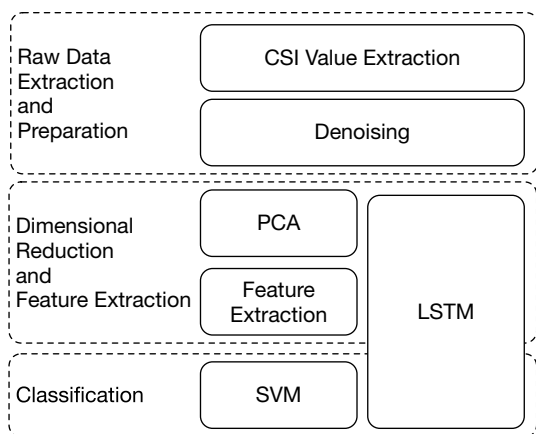 Raw Data
Extraction
and
Preparation
CSI Value Extraction
Denoising
Dimensional
Reduction
and
Feature Extraction
PCA
Feature
Extraction
LSTM
Classification
SVM